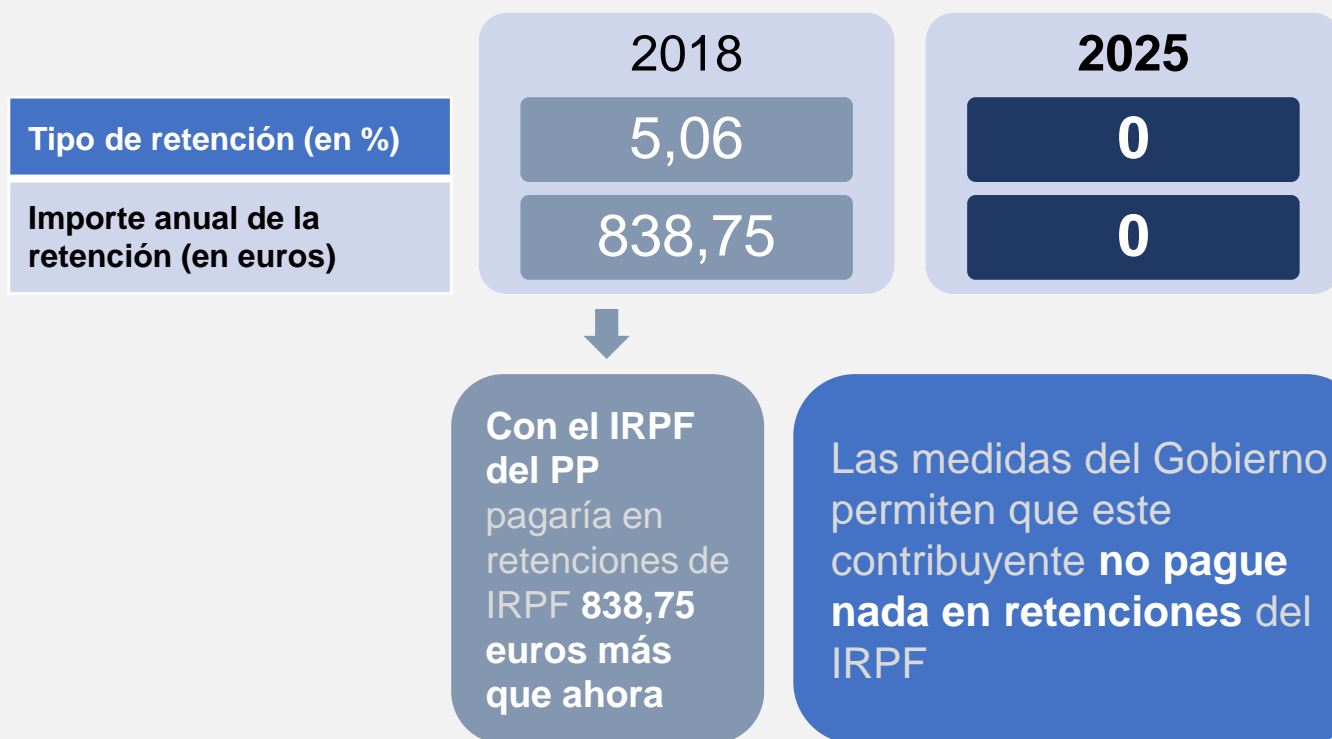 2018
2025
Tipo de retención (en %)
5,06
0
Importe anual de la
retención (en euros)
838,75
0
Con el IRPF
del PP
pagaría en
retenciones de
IRPF 838,75
euros más
que ahora
Las medidas del Gobierno
permiten que este
contribuyente no pague
nada en retenciones del
IRPF